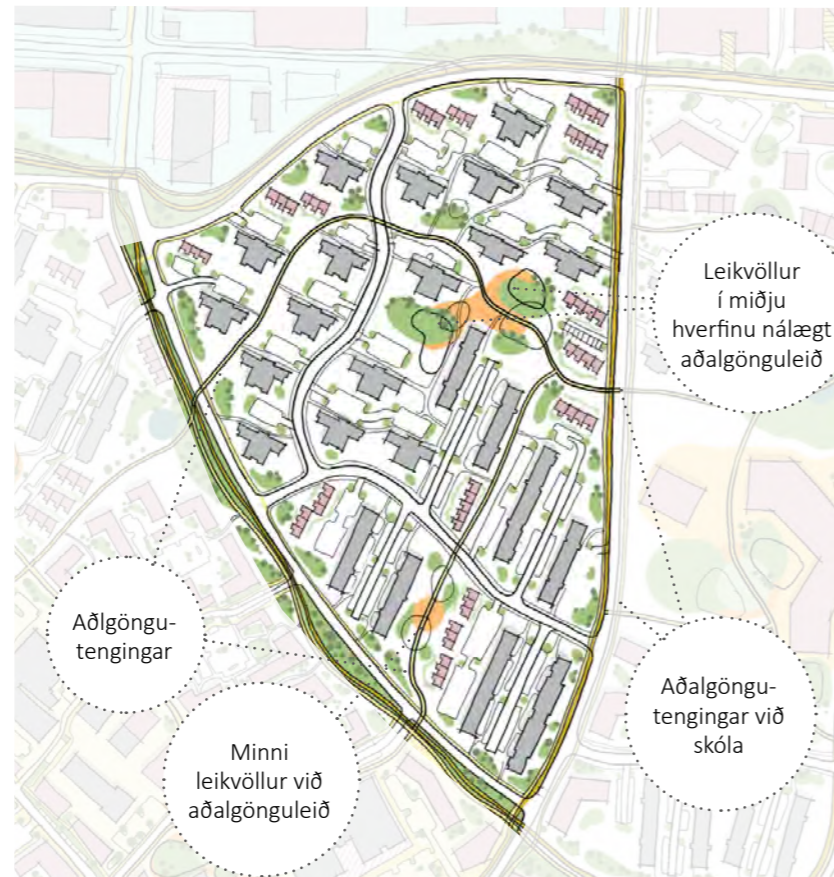 Leikvöllur
í miðju
hverfinu nálægt
aðalgönguleið
Aðlgöngu-
tengingar
Minni
leikvöllur við
aðalgönguleið
Aðalgöngu-
tengingar við
skóla